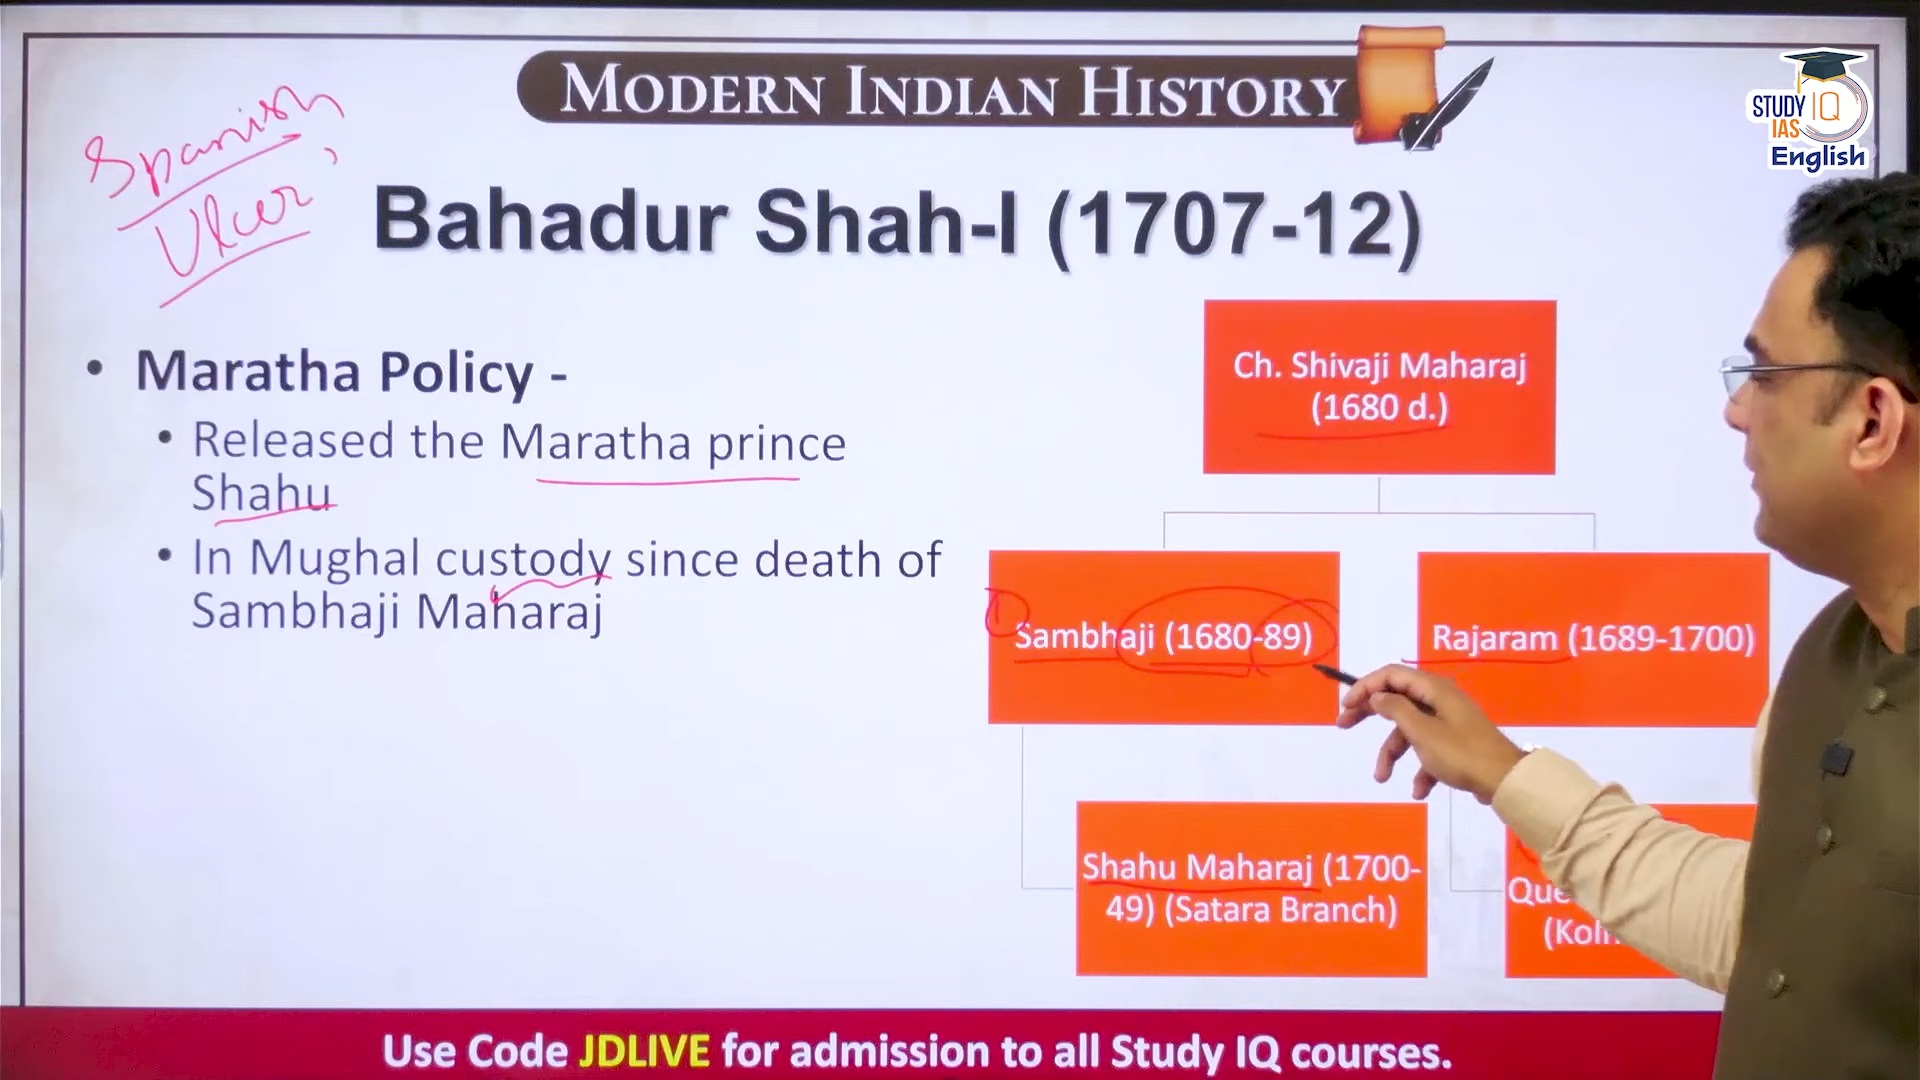 MODERN INDIAN HISTORY
STUDY IQ
IAS
English
Spanish
Ulcer,
Bahadur Shah-I (1707-12)
• Maratha Policy -
• Released the Maratha prince
Shahu
• In Mughal custody since death of
Sambhaji Maharaj
Ch. Shivaji Maharaj
(1680 d.)
1
Sambhaji (1680-89)
Rajaram (1689-1700)
Shahu Maharaj (1700-
49) (Satara Branch)
Use Code JDLIVE for admission to all Study IQ courses.